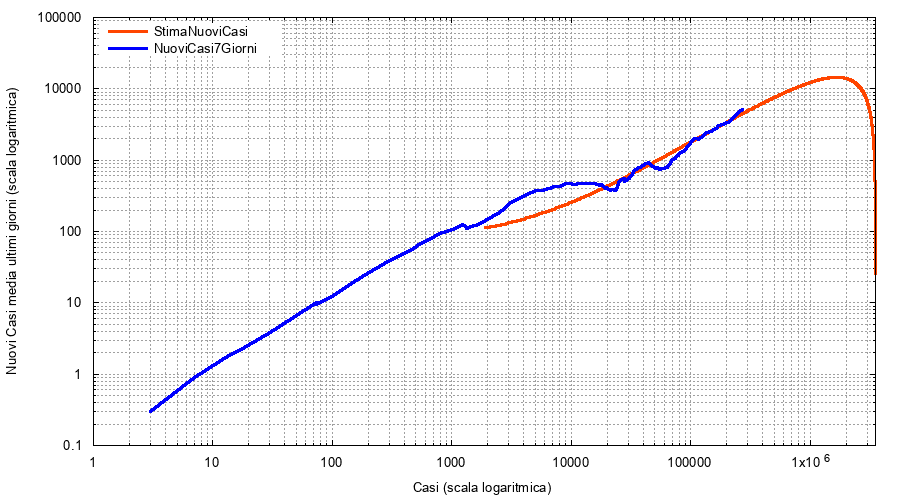 100000
10000
1000
100
10
1
0.1
StimaNuoviCasi
NuoviCasi7Giorni
Nuovi Casi media ultimi giorni (scala logaritmica)
1 10 100 1000 10000 100000 1x10 6
Casi (scala logaritmica)